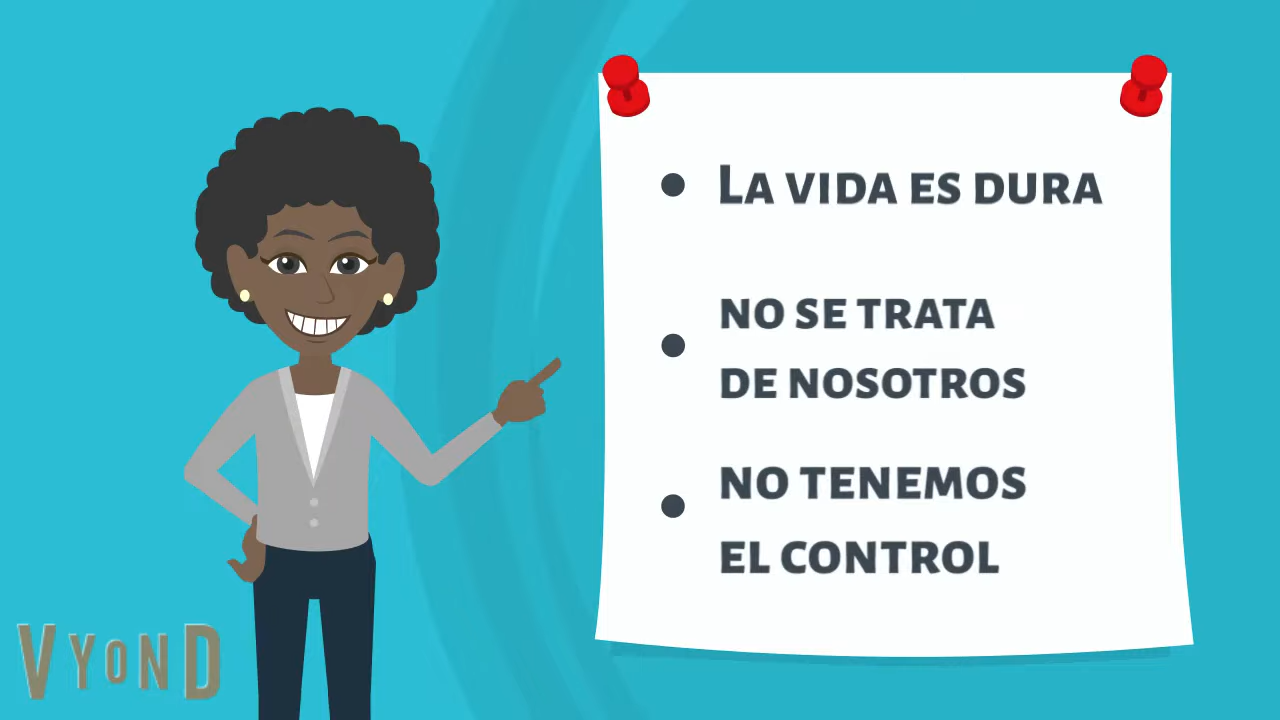 La vida es dura
no se trata
de nosotros
no tenemos
el control
VYOND